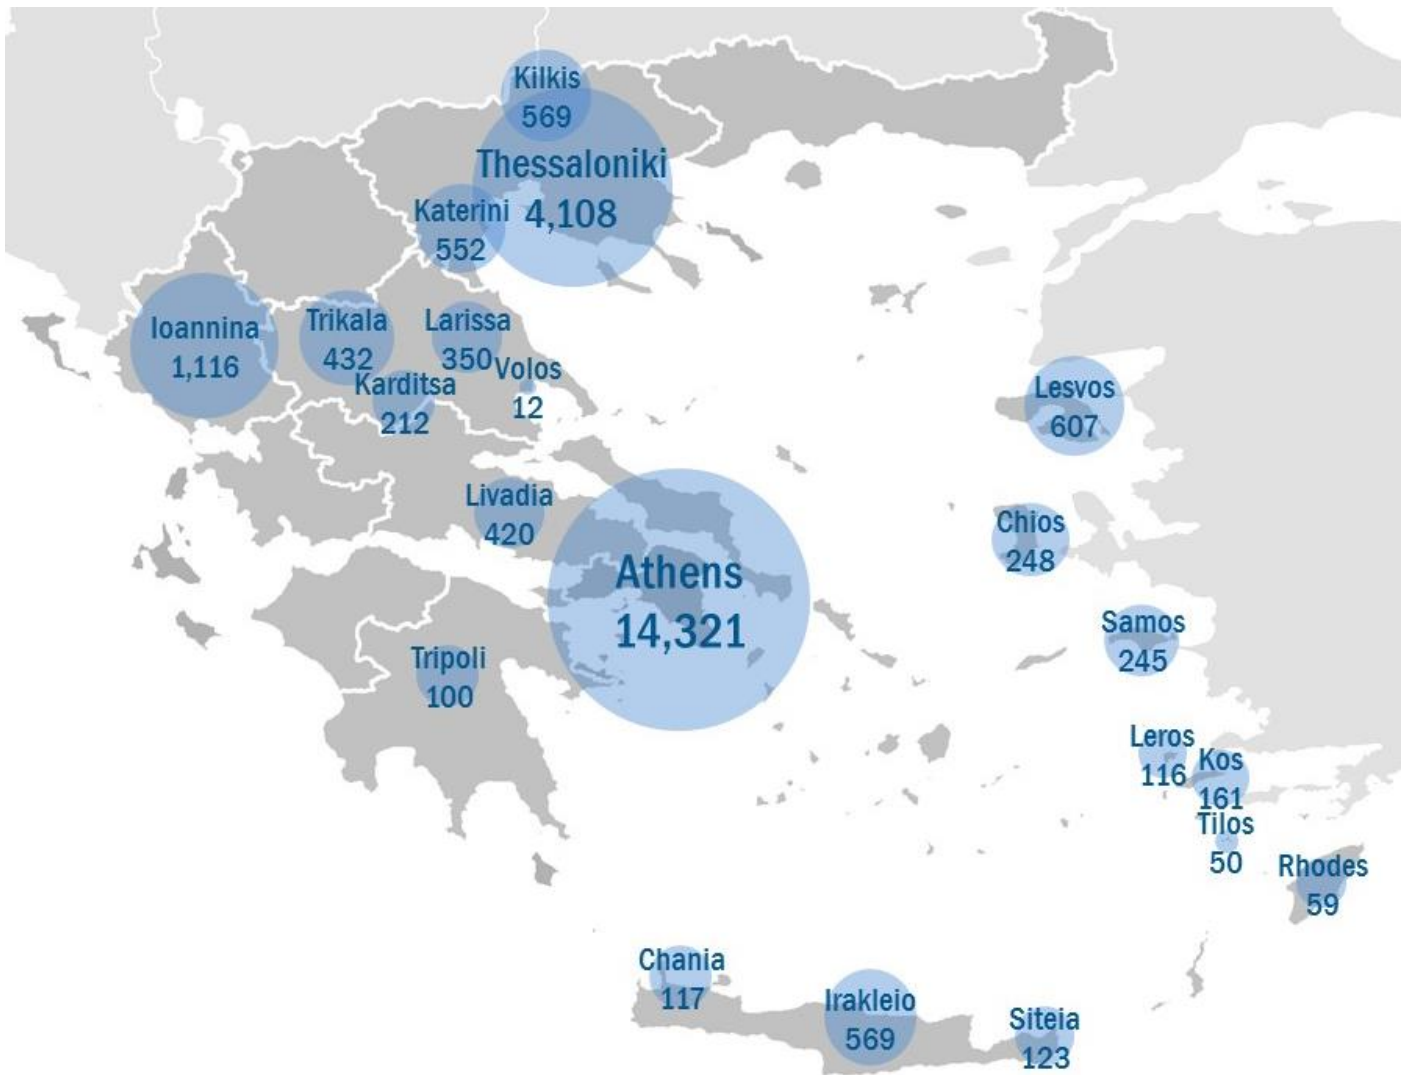 Kilkis
569
Thessaloniki
4,108
Katerini
552
Ioannina
1,116
Trikala
432
Larissa
350
Volos
12
Karditsa
212
Lesvos
607
Livadia
420
Chios
248
Athens
14,321
Samos
245
Tripoli
100
Leros
116
Kos
161
Tilos
50
Rhodes
59
Chania
117
Irakleio
569
Siteia
123